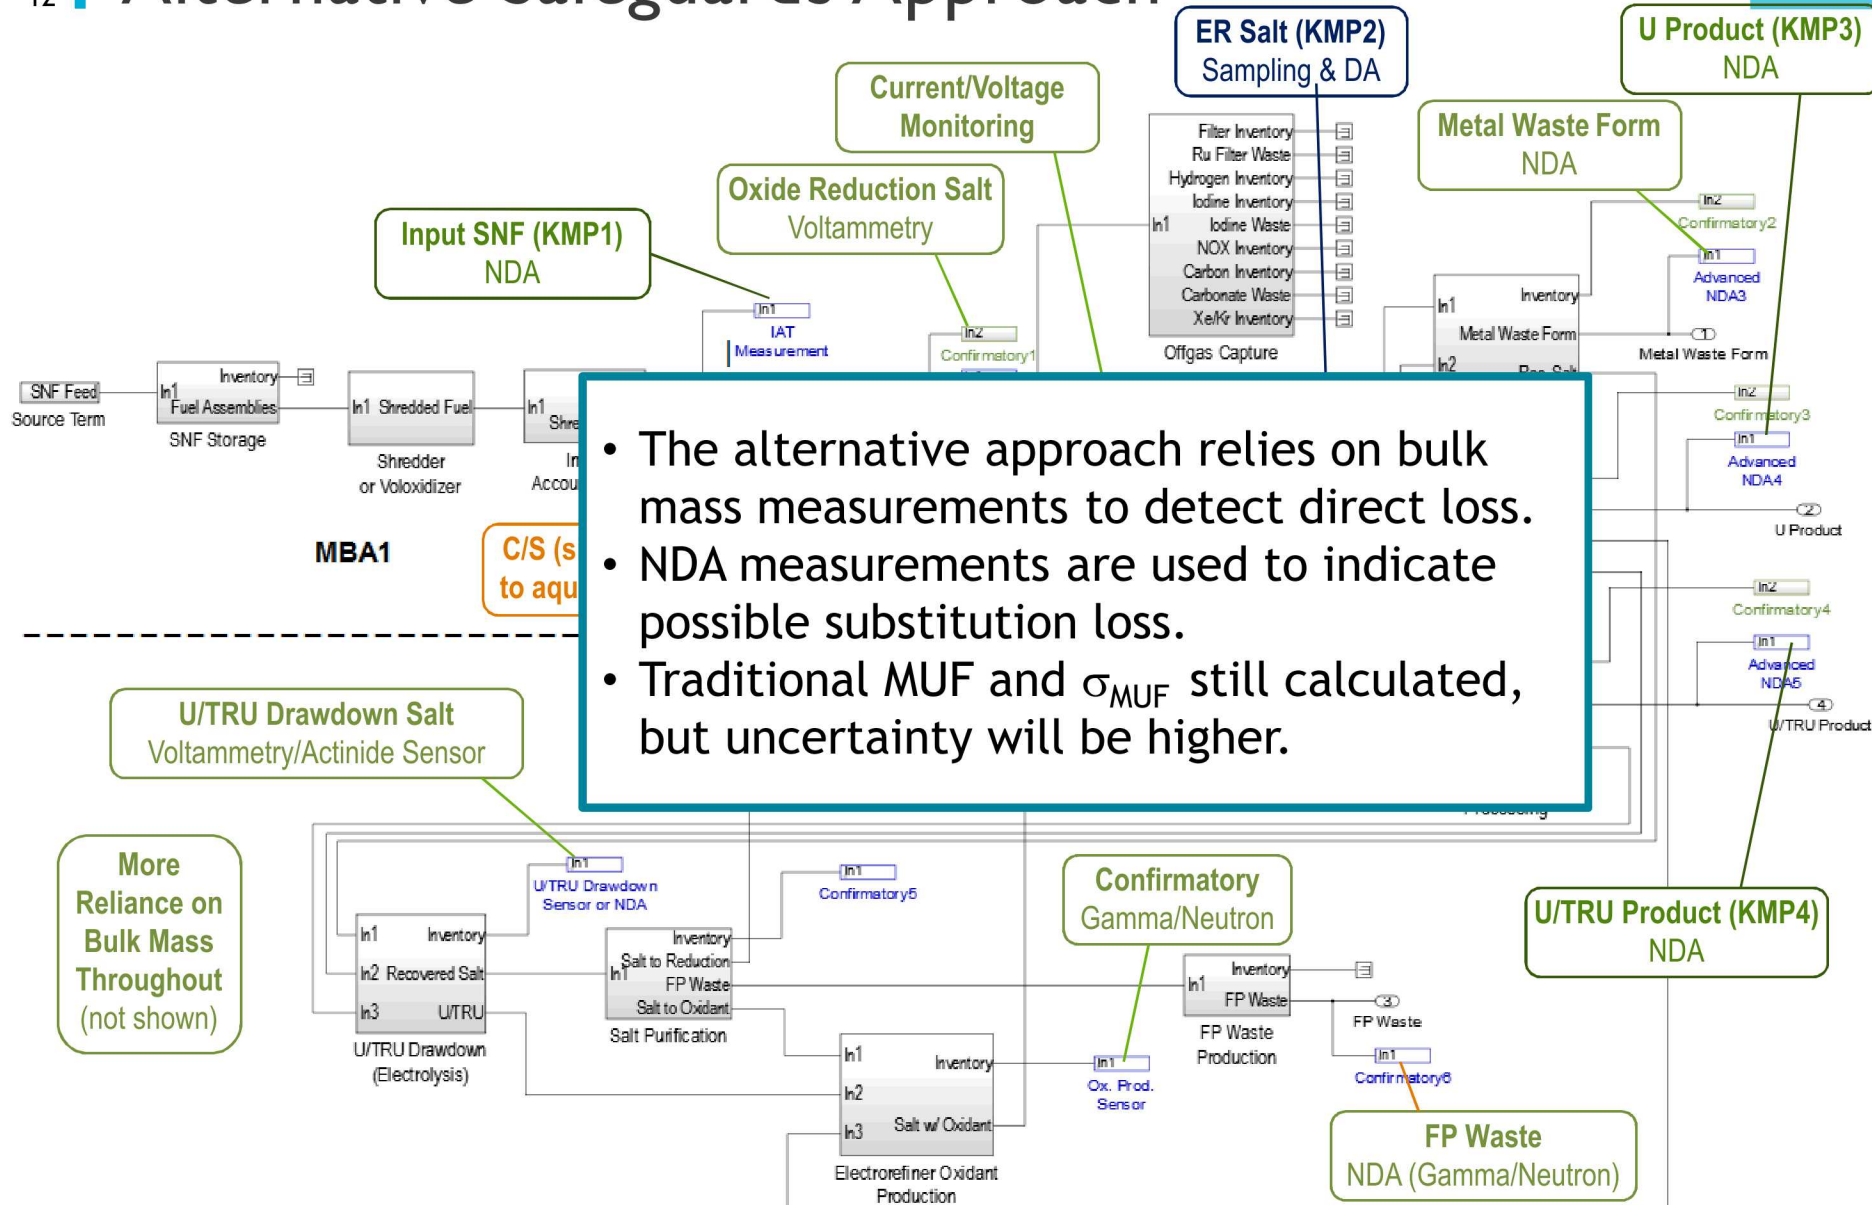 12
Alternative Safeguards Approach
ER Salt (KMP2)
Sampling & DA
U Product (KMP3)
NDA
Current/Voltage
Monitoring
Metal Waste Form
NDA
Oxide Reduction Salt
Voltammetry
Input SNF (KMP1)
NDA
Filter Inventory
Ru Filter Waste
Hydrogen Inventory
Iodine Inventory
In1
Iodine Waste
NOX Inventory
Carbon Inventory
Carbonate Waste
Xe/Kr Inventory
Offgas Capture
In2
Confirmatory2
In1
Advanced
NDA3
In1
Inventory
Metal Waste Form
In2
1
Metal Waste Form
In1
IAT
Measurement
In2
Confirmatory1
SNF Feed
Source Term
In1
Inventory
Fuel Assemblies
SNF Storage
In1 Shredded Fuel
Shredder
or Voloxidizer
In1
In2
Confirmatory3
In1
Advanced
NDA4
2
U Product
MBA1
C/S (s
to aqu
• The alternative approach relies on bulk
mass measurements to detect direct loss.
• NDA measurements are used to indicate
possible substitution loss.
• Traditional MUF and σMUF still calculated,
but uncertainty will be higher.
In2
Confirmatory4
In1
Advanced
NDA5
4
U/TRU Product
U/TRU Drawdown Salt
Voltammetry/Actinide Sensor
More
Reliance on
Bulk Mass
Throughout
(not shown)
In1
U/TRU Drawdown
Sensor or NDA
In1
Confirmatory5
Confirmatory
Gamma/Neutron
U/TRU Product (KMP4)
NDA
In1
Inventory
In2 Recovered Salt
In3
U/TRU
U/TRU Drawdown
(Electrolysis)
Inventory
Salt to Reduction
In1
FP Waste
Salt to Oxidant
Salt Purification
In1
Inventory
FP Waste
FP Waste
Production
3
FP Waste
In1
Confirmatory6
In1
Inventory
In2
In3
Salt w/ Oxidant
Electrorefiner Oxidant
Production
In1
Ox. Prod.
Sensor
FP Waste
NDA (Gamma/Neutron)